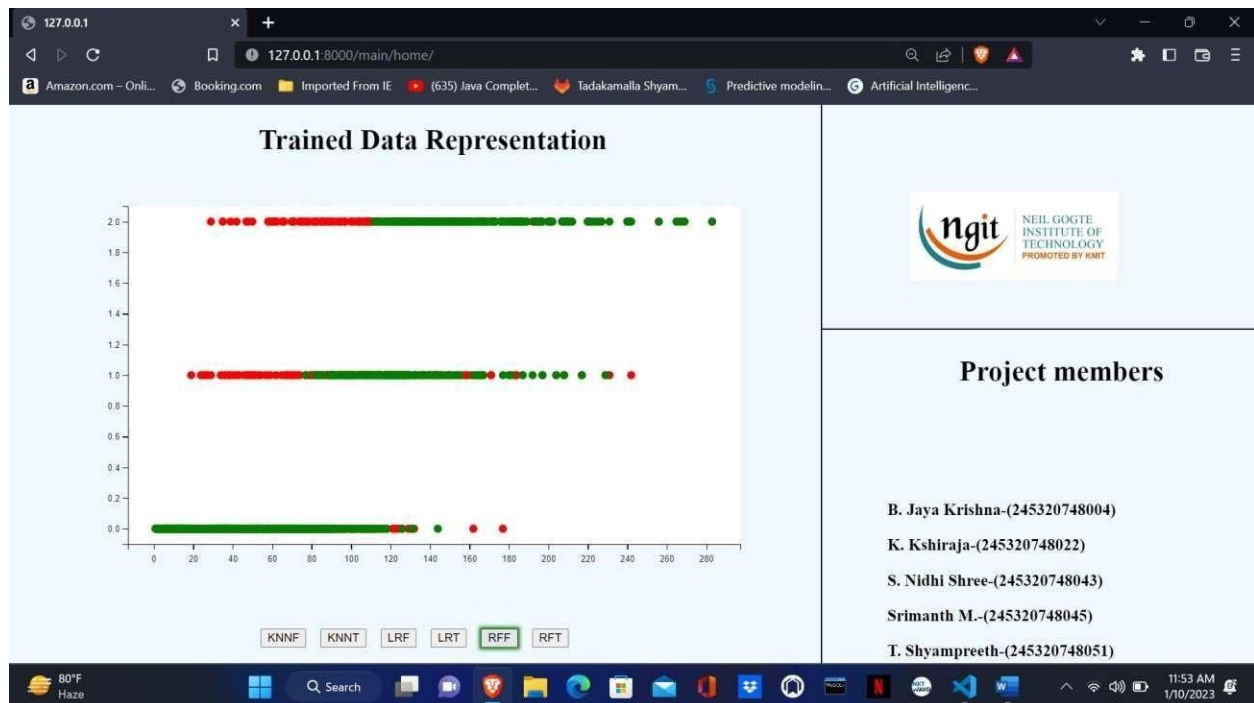 127.0.0.1
127.0.0.1:8000/main/home/
Amazon.com – Onli... Booking.com Imported From IE (635) Java Complet... Tadakamalla Shyam... Predictive modelin... Artificial Intelligenc...
Trained Data Representation
2.0
1.8
1.6
1.4
1.2
1.0
0.8
0.6
0.4
0.2
0.0
0 20 40 60 80 100 120 140 160 180 200 220 240 260 280
KNNF KNNT LRF LRT RFF RFT
ngit
NEIL GOGTE
INSTITUTE OF
TECHNOLOGY
PROMOTED BY KMIT
Project members
B. Jaya Krishna-(245320748004)
K. Kshiraja-(245320748022)
S. Nidhi Shree-(245320748043)
Srimanth M.-(245320748045)
T. Shyampreeth-(245320748051)
80°F
Haze
Search
11:53 AM
1/10/2023